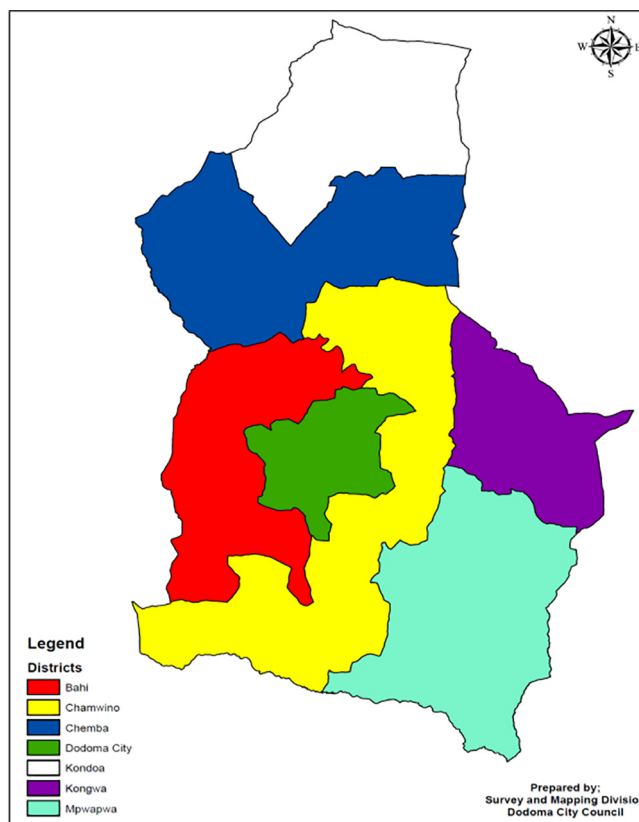 N
W E
S
Legend
Districts
Bahi
Chamwino
Chemba
Dodoma City
Kondoa
Kongwa
Mpwapwa
Prepared by;
Survey and Mapping Divisio
Dodoma City Council